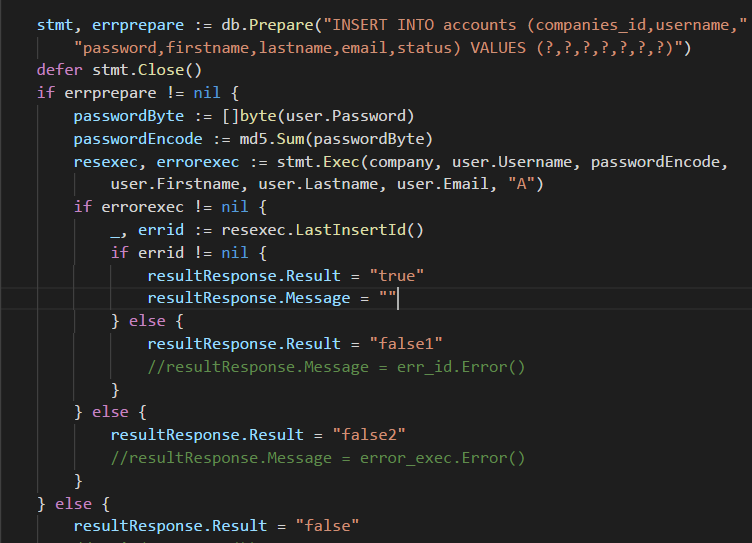 stmt, errprepare := db.Prepare("INSERT INTO accounts (companies_id,username,"
"password,firstname,lastname,email,status) VALUES (?,?,?,?,?,?,?)")
defer stmt.Close()
if errprepare != nil {
passwordByte := []byte(user.Password)
passwordEncode := md5.Sum(passwordByte)
resexec, errorexec := stmt.Exec(company, user.Username, passwordEncode,
user.Firstname, user.Lastname, user.Email, "A")
if errorexec != nil {
_, errid := resexec.LastInsertId()
if errid != nil {
resultResponse.Result = "true"
resultResponse.Message = ""
} else {
resultResponse.Result = "false1"
//resultResponse.Message = err_id.Error()
}
} else {
resultResponse.Result = "false2"
//resultResponse.Message = error_exec.Error()
}
} else {
resultResponse.Result = "false"